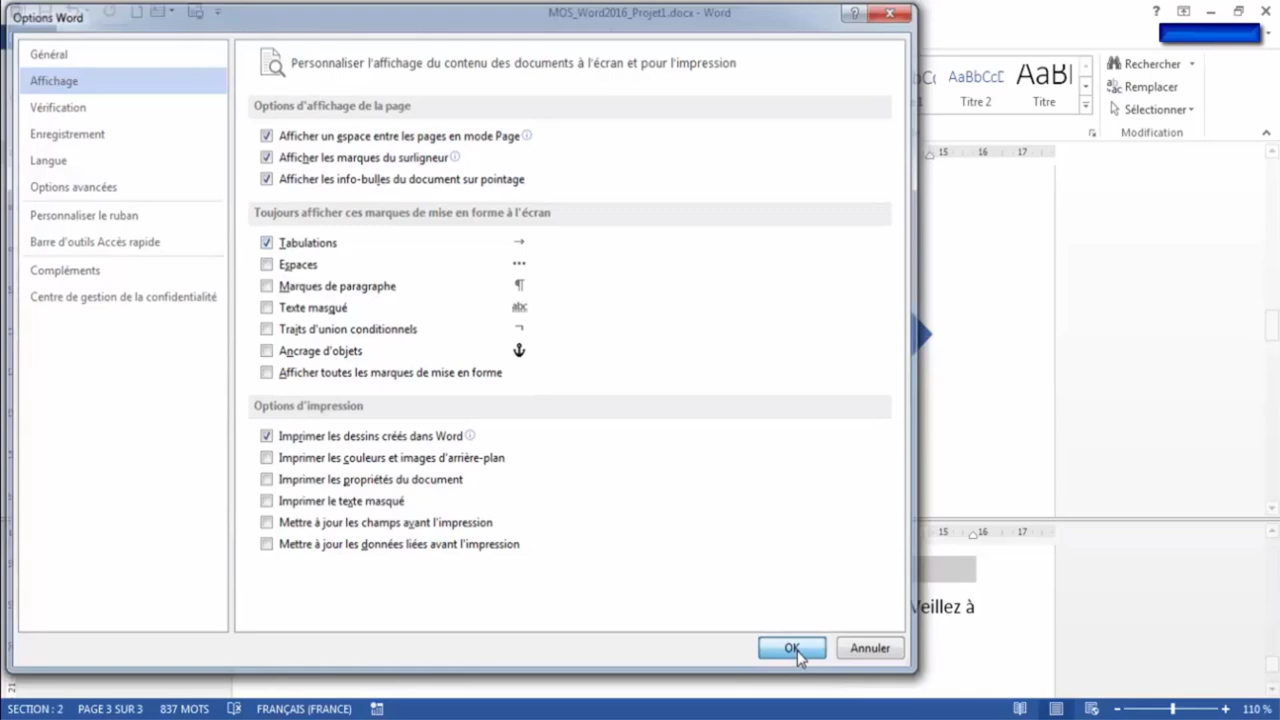 Options Word
MOS_Word2016_Projet1.docx - Word
Général
Affichage
Vérification
Enregistrement
Langue
Options avancées
Personnaliser le ruban
Barre d'outils Accès rapide
Compléments
Centre de gestion de la confidentialité
Personnaliser l'affichage du contenu des documents à l'écran et pour l'impression
Options d'affichage de la page
Afficher un espace entre les pages en mode Page
Afficher les marques du surligneur
Afficher les info-bulles du document sur pointage
Toujours afficher ces marques de mise en forme à l'écran
Tabulations
Espaces
Marques de paragraphe
Texte masqué
abc
Traits d'union conditionnels
Ancrage d'objets
Afficher toutes les marques de mise en forme
Options d'impression
Imprimer les dessins créés dans Word
Imprimer les couleurs et images d'arrière-plan
Imprimer les propriétés du document
Imprimer le texte masqué
Mettre à jour les champs avant l'impression
Mettre à jour les données liées avant l'impression
OK
Annuler
AaBbCcD
AaBI
Titre 2
Titre
Rechercher
Remplacer
Sélectionner
Modification
15 16 17
15 16 17
Veillez à
21
SECTION : 2 PAGE 3 SUR 3 837 MOTS FRANÇAIS (FRANCE) 110 %